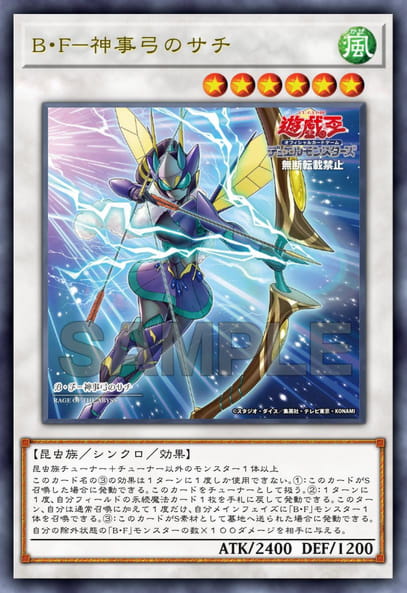 B・F－神事弓のサチ
風
遊戯王
オフィシャルカードゲーム
デュエルモンスターズ
無断転載禁止
SAMPLE
B・F－神事弓のサチ
RAGE OF THE ABYSS
©スタジオ・ダイス／集英社・テレビ東京・KONAMI
【昆虫族／シンクロ／効果】
昆虫族チューナー＋チューナー以外のモンスター１体以上
このカード名の③の効果は１ターンに１度しか使用できない。①：このカードがS
召喚した場合に発動できる。このカードをチューナーとして扱う。②：１ターンに
１度、自分フィールドの永続魔法カード１枚を手札に戻して発動できる。このターン、
自分は通常召喚に加えて１度だけ、自分メインフェイズに「B・F」モンスター１
体を召喚できる。③：このカードがS素材として墓地へ送られた場合に発動できる。
自分の除外状態の「B・F」モンスターの数×１００ダメージを相手に与える。
ATK/2400 DEF/1200